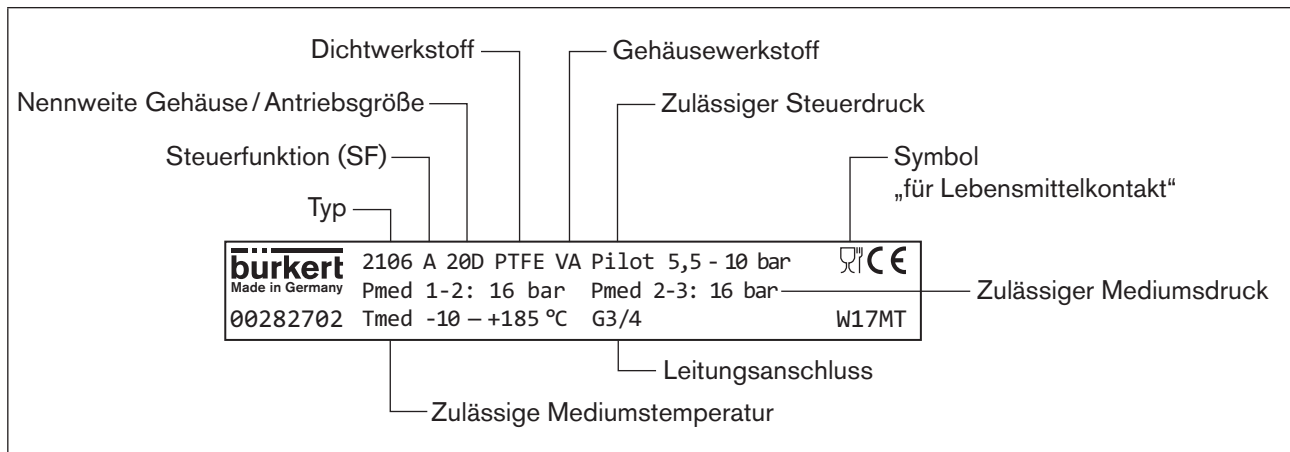 Dichtwerkstoff
Gehäusewerkstoff
Nennweite Gehäuse/Antriebsgröße
Zulässiger Steuerdruck
Steuerfunktion (SF)
Symbol
„für Lebensmittelkontakt“
Typ
bürkert
Made in Germany
2106 A 20D PTFE VA Pilot 5,5 - 10 bar CE
Pmed 1-2: 16 bar Pmed 2-3: 16 bar
Zulässiger Mediumsdruck
00282702 Tmed -10 – +185 °C G3/4 W17MT
Leitungsanschluss
Zulässige Mediumstemperatur